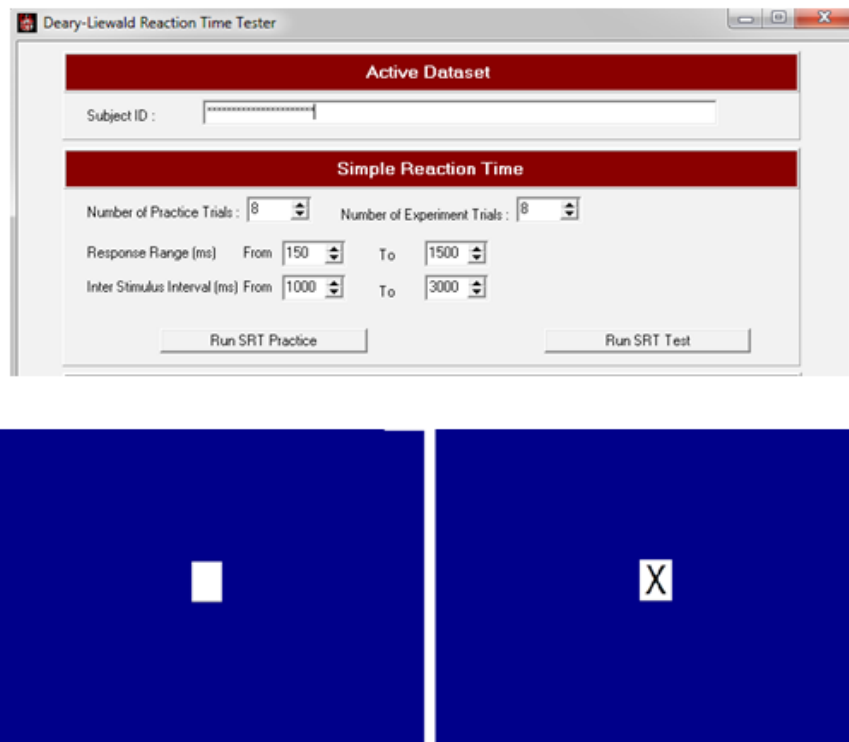 Deary-Liewald Reaction Time Tester
Active Dataset
Subject ID :
Simple Reaction Time
Number of Practice Trials : 8 Number of Experiment Trials : 8
Response Range (ms) From 150 To 1500
Inter Stimulus Interval (ms) From 1000 To 3000
Run SRT Practice Run SRT Test
X